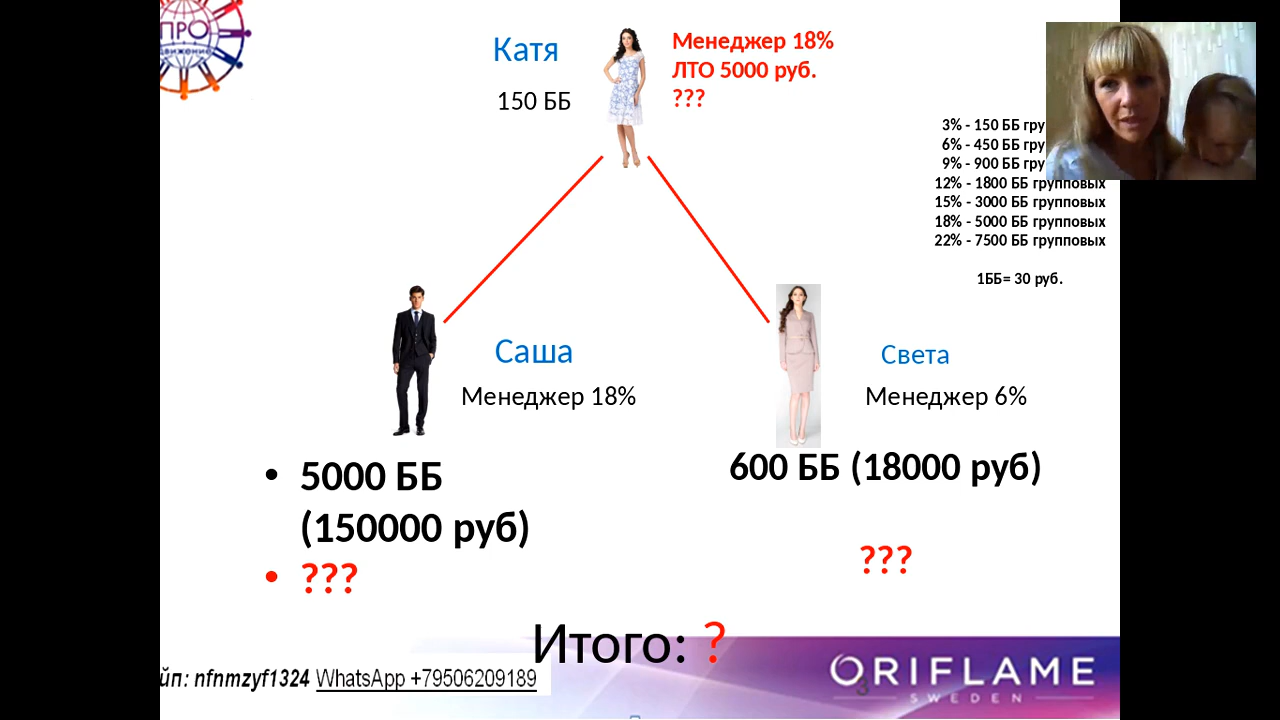 ПРО
движение
Катя
150 ББ
Менеджер 18%
ЛТО 5000 руб.
???
3% - 150 ББ гру
6% - 450 ББ гру
9% - 900 ББ гру
12% - 1800 ББ групповых
15% - 3000 ББ групповых
18% - 5000 ББ групповых
22% - 7500 ББ групповых
1ББ= 30 руб.
Саша
Менеджер 18%
Света
Менеджер 6%
• 5000 ББ
(150000 руб)
• ???
600 ББ (18000 руб)
???
Итого: ?
йп: nfnmzyf1324 WhatsApp +79506209189
ORIFLAME
SWEDEN
3